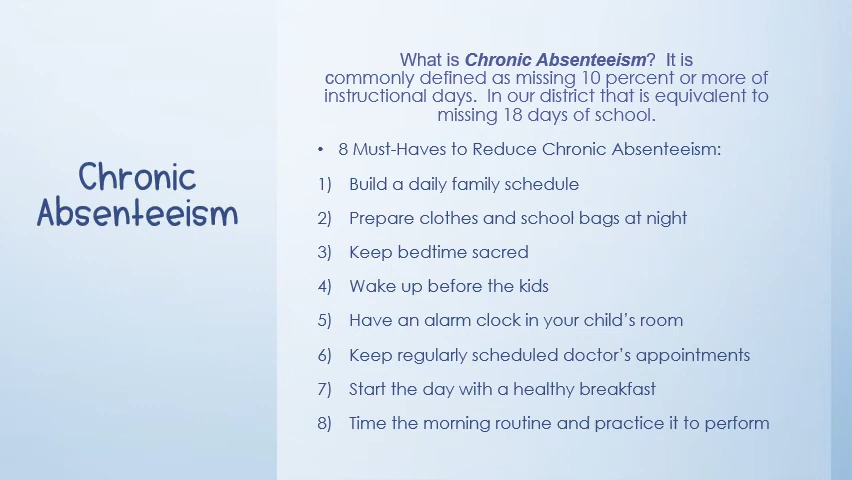 Chronic
Absenteeism
What is Chronic Absenteeism? It is
commonly defined as missing 10 percent or more of
instructional days. In our district that is equivalent to
missing 18 days of school.
• 8 Must-Haves to Reduce Chronic Absenteeism:
1) Build a daily family schedule
2) Prepare clothes and school bags at night
3) Keep bedtime sacred
4) Wake up before the kids
5) Have an alarm clock in your child’s room
6) Keep regularly scheduled doctor’s appointments
7) Start the day with a healthy breakfast
8) Time the morning routine and practice it to perform